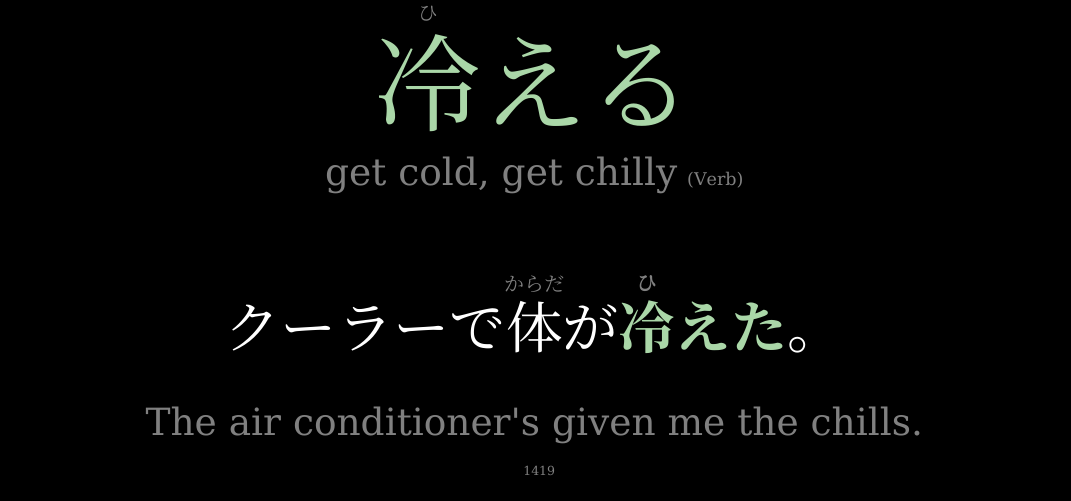 ひ
冷える
get cold, get chilly (Verb)
からだ ひ
クーラーで体が冷えた。
The air conditioner's given me the chills.
1419